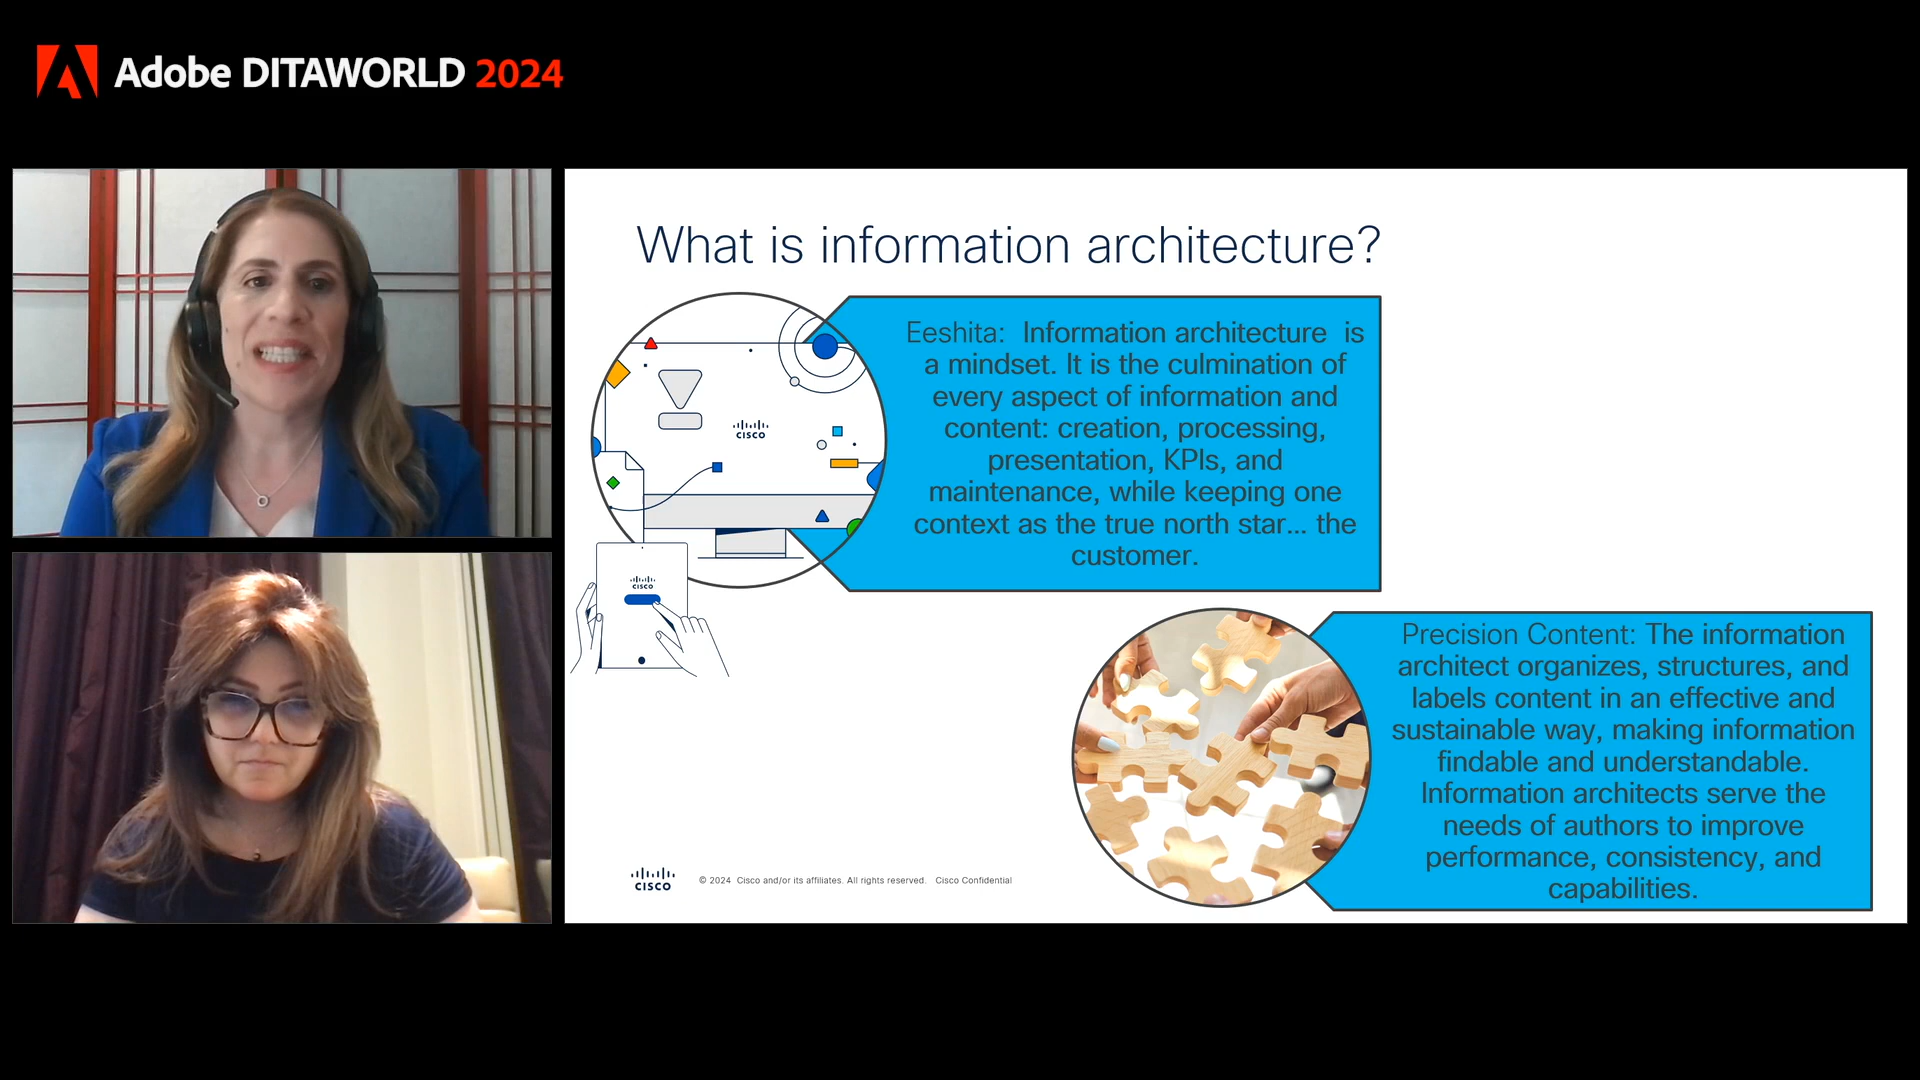 Adobe DITAWORLD 2024
What is information architecture?
Eeshita: Information architecture is
a mindset. It is the culmination of
every aspect of information and
content: creation, processing,
presentation, KPIs, and
maintenance, while keeping one
context as the true north star... the
customer.
CISCO
CISCO
Precision Content: The information
architect organizes, structures, and
labels content in an effective and
sustainable way, making information
findable and understandable.
Information architects serve the
needs of authors to improve
performance, consistency, and
capabilities.
CISCO
© 2024 Cisco and/or its affiliates. All rights reserved. Cisco Confidential